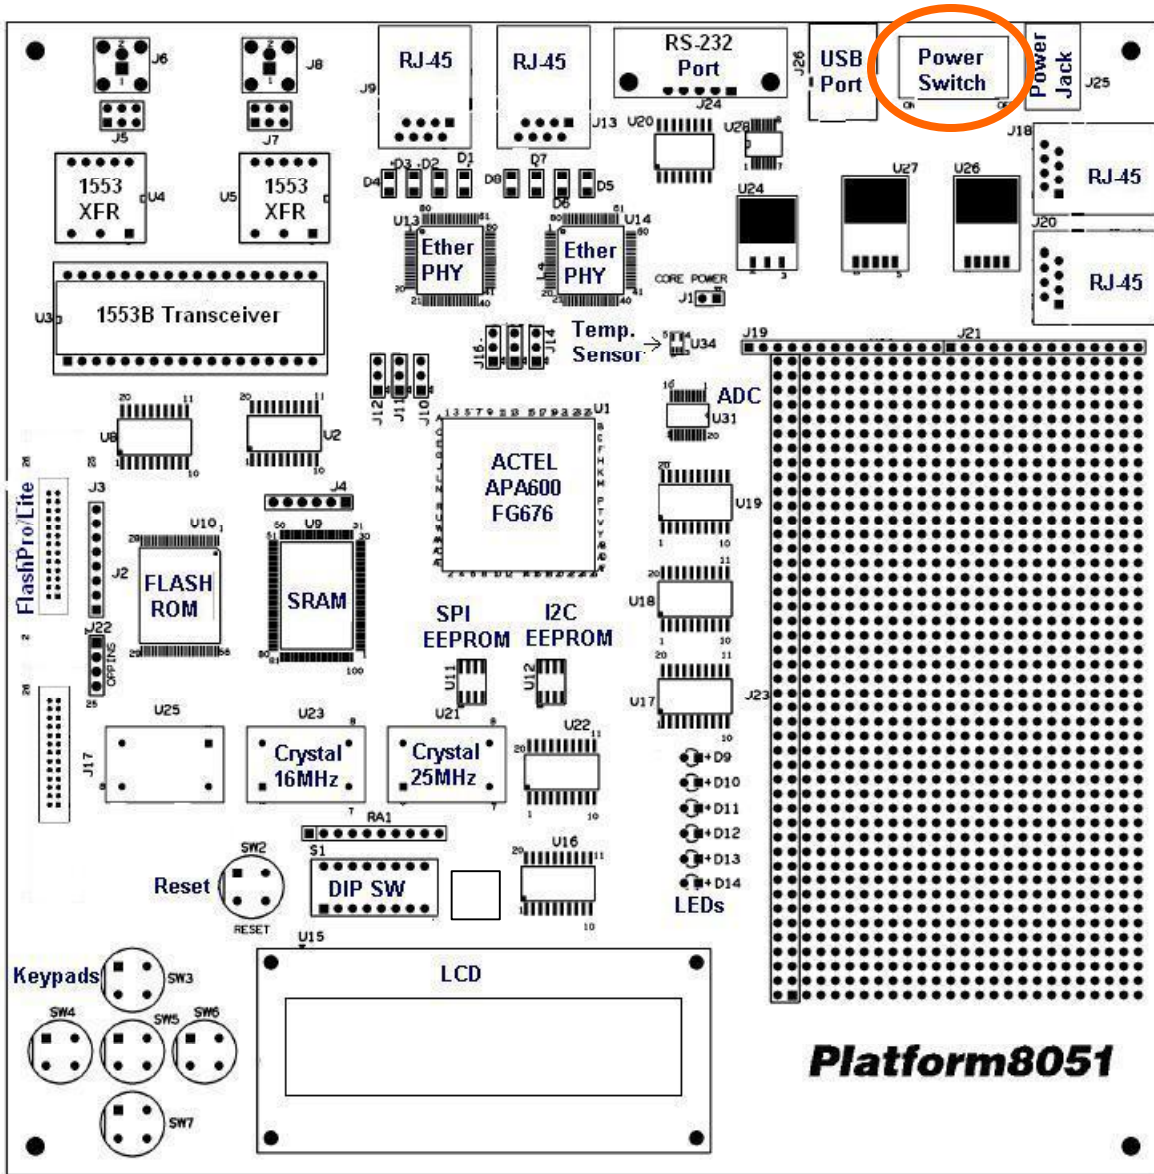 J6
J8
J5
J7
1553
XFR
U4
U5
1553
XFR
J9
RJ-45
RJ-45
J13
RS-232
Port
J24
J26
USB
Port
Power
Switch
ON
OFF
Power
Jack
J25
J18
RJ-45
J20
RJ-45
U20
U28
U24
U27
U26
D4
D3
D2
D1
D8
D7
D6
D5
U13
Ether
PHY
U14
Ether
PHY
CORE POWER
J1
U3
1553B Transceiver
Temp.
Sensor
U34
J16
J14
J12
J11
J10
J19
J21
ADC
U31
U8
U2
U1
ACTEL
APA600
FG676
U19
U18
U17
J23
FlashPro/Lite
J3
J2
J4
U10
FLASH
ROM
U9
SRAM
J22
OPPINS
SPI
EEPROM
U11
I2C
EEPROM
U12
J17
U25
U23
Crystal
16MHz
U21
Crystal
25MHz
U22
+D9
+D10
+D11
+D12
+D13
+D14
LEDs
RA1
S1
DIP SW
U16
SW2
Reset
RESET
U15
LCD
Keypads
SW3
SW4
SW5
SW6
SW7
Platform8051